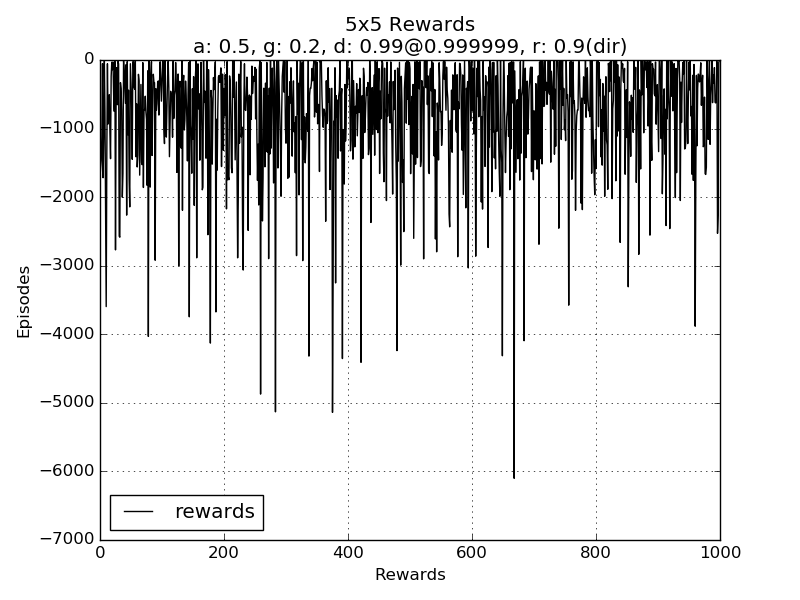 5x5 Rewards
a: 0.5, g: 0.2, d: 0.99@0.999999, r: 0.9(dir)
0
−1000
−2000
−3000
−4000
−5000
−6000
−7000
Episodes
rewards
0 200 400 600 800 1000
Rewards